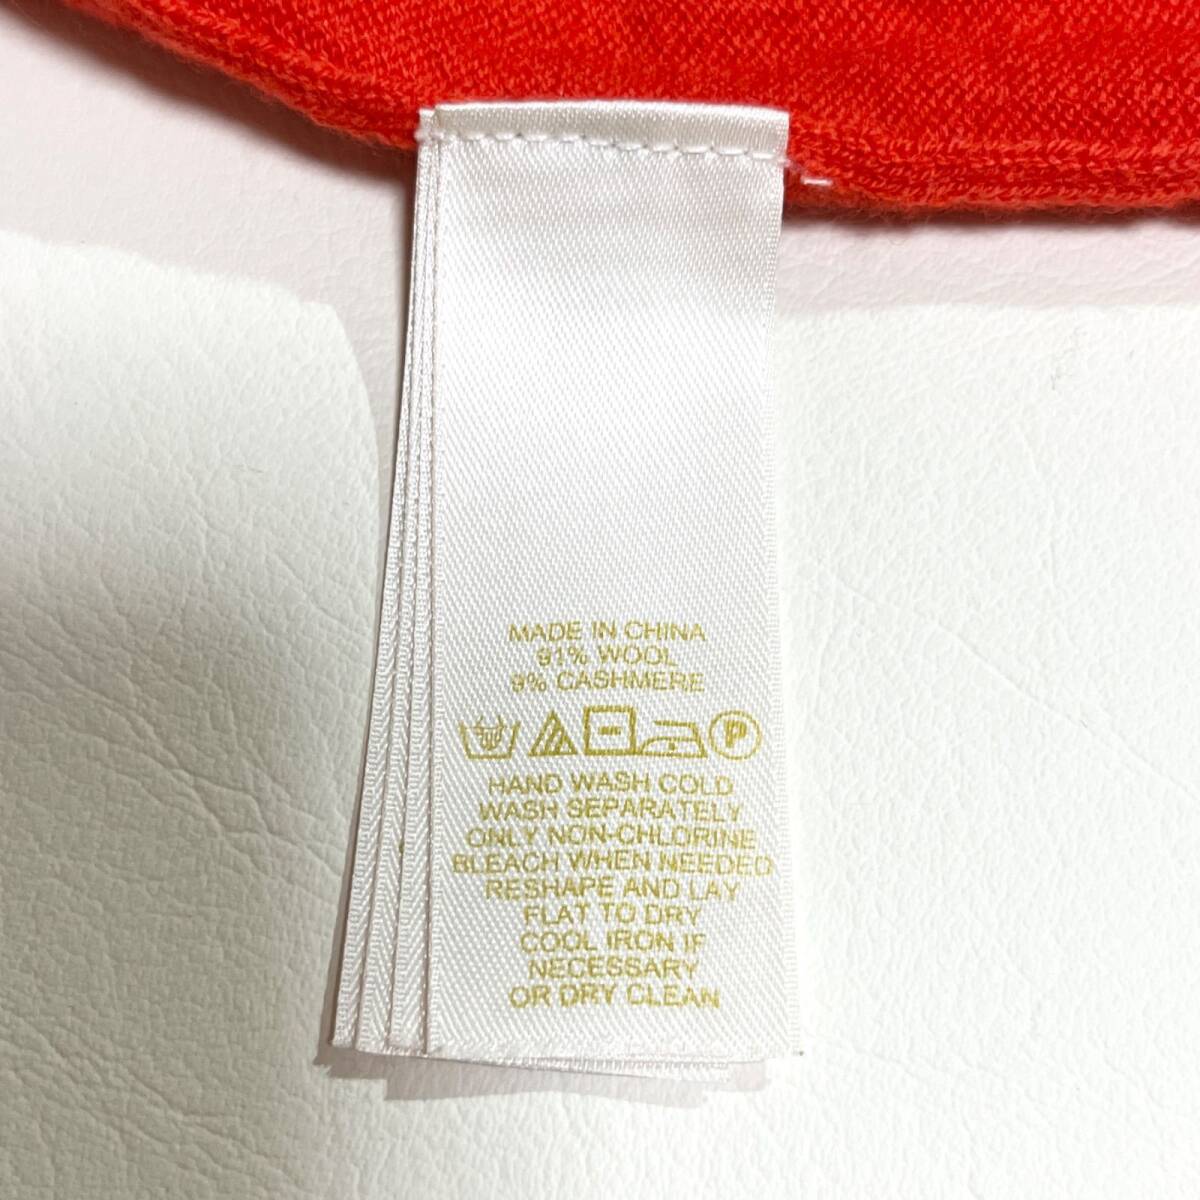 MADE IN CHINA
91% WOOL
9% CASHMERE
P
HAND WASH COLD
WASH SEPARATELY
ONLY NON-CHLORINE
BLEACH WHEN NEEDED
RESHAPE AND LAY
FLAT TO DRY
COOL IRON IF
NECESSARY
OR DRY CLEAN